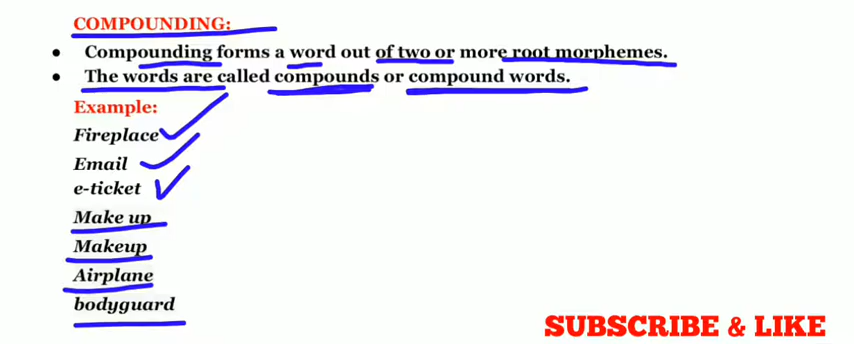 COMPOUNDING:
• Compounding forms a word out of two or more root morphemes.
• The words are called compounds or compound words.
Example:
Fireplace
Email
e-ticket
Make up
Makeup
Airplane
bodyguard
SUBSCRIBE & LIKE